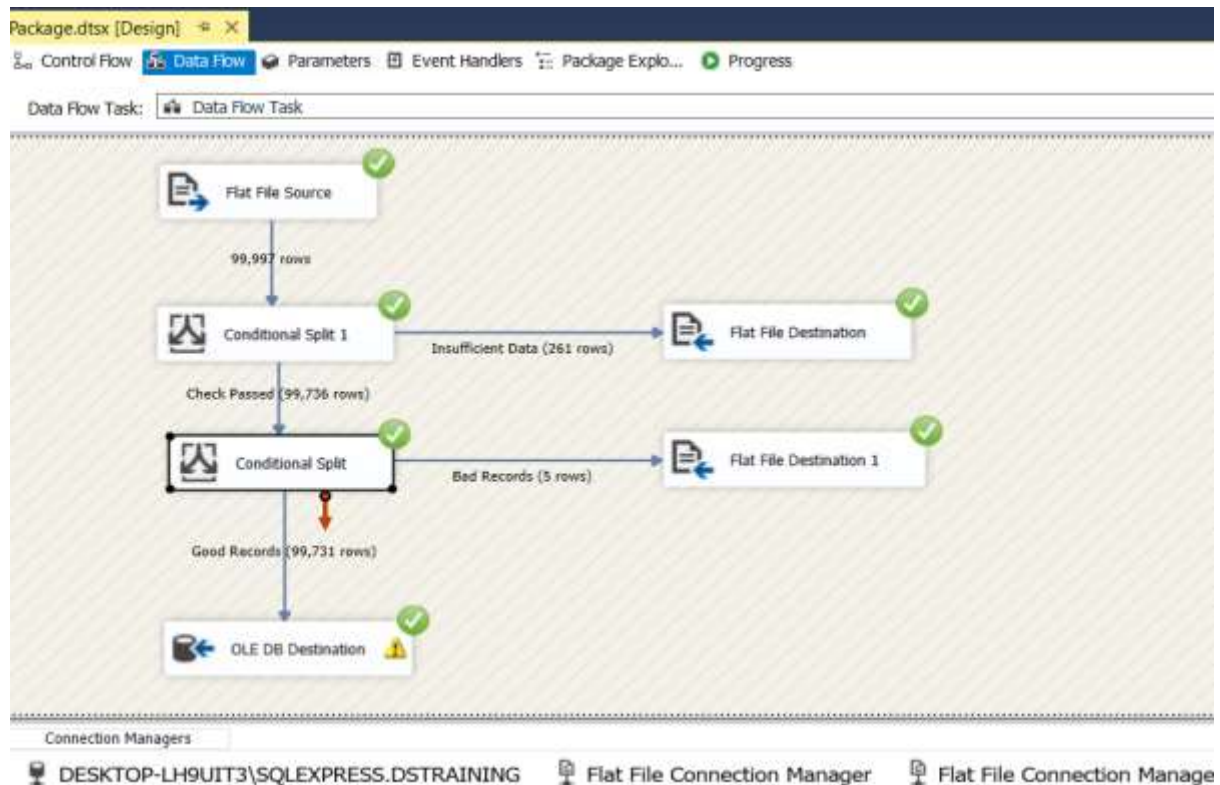 Package.dtsx [Design]
Control Flow Data Flow Parameters Event Handlers Package Explo... Progress
Data Flow Task: Data Flow Task
Flat File Source
99,997 rows
Conditional Split 1
Insufficient Data (261 rows)
Flat File Destination
Check Passed (99,736 rows)
Conditional Split
Bad Records (5 rows)
Flat File Destination 1
Good Records (99,731 rows)
OLE DB Destination
Connection Managers
DESKTOP-LH9UIT3\SQLEXPRESS.DSTRAINING Flat File Connection Manager Flat File Connection Manage